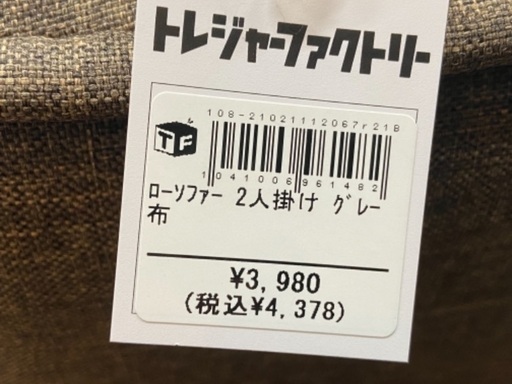 トレジャーファクトリー
108-21021112067r21B
TF
1041006961482
ローソファー 2人掛け グレー
布
¥3,980
(税込¥4,378)